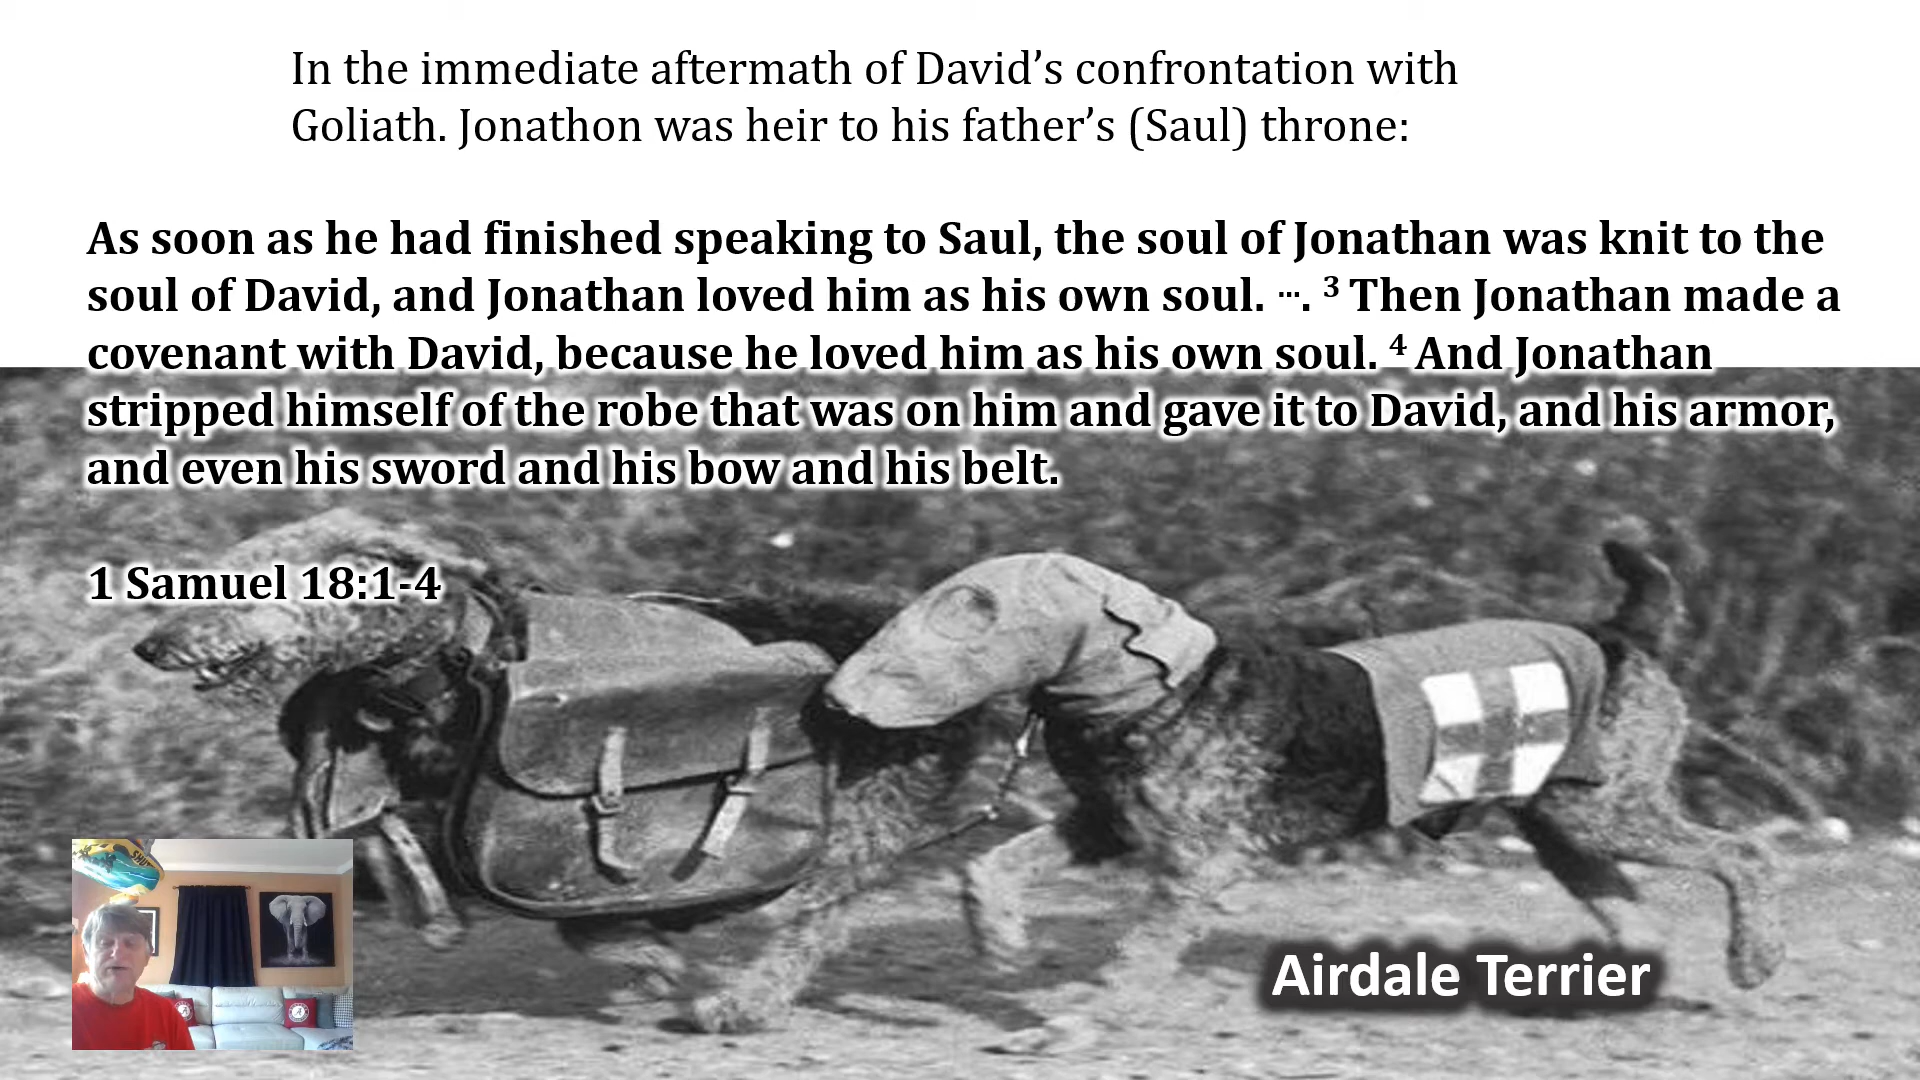 In the immediate aftermath of David’s confrontation with
Goliath. Jonathon was heir to his father’s (Saul) throne:
As soon as he had finished speaking to Saul, the soul of Jonathan was knit to the
soul of David, and Jonathan loved him as his own soul. …. ³ Then Jonathan made a
covenant with David, because he loved him as his own soul. ⁴ And Jonathan
stripped himself of the robe that was on him and gave it to David, and his armor,
and even his sword and his bow and his belt.
1 Samuel 18:1-4
Airdale Terrier